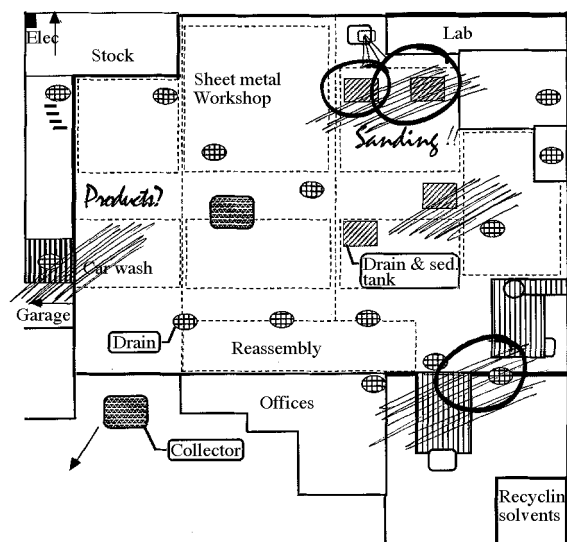 Elec
Stock
Lab
Sheet metal
Workshop
Sanding !!
Products?
Car wash
Drain & sed.
tank
Garage
Drain
Reassembly
Offices
Collector
Recyclin
solvents